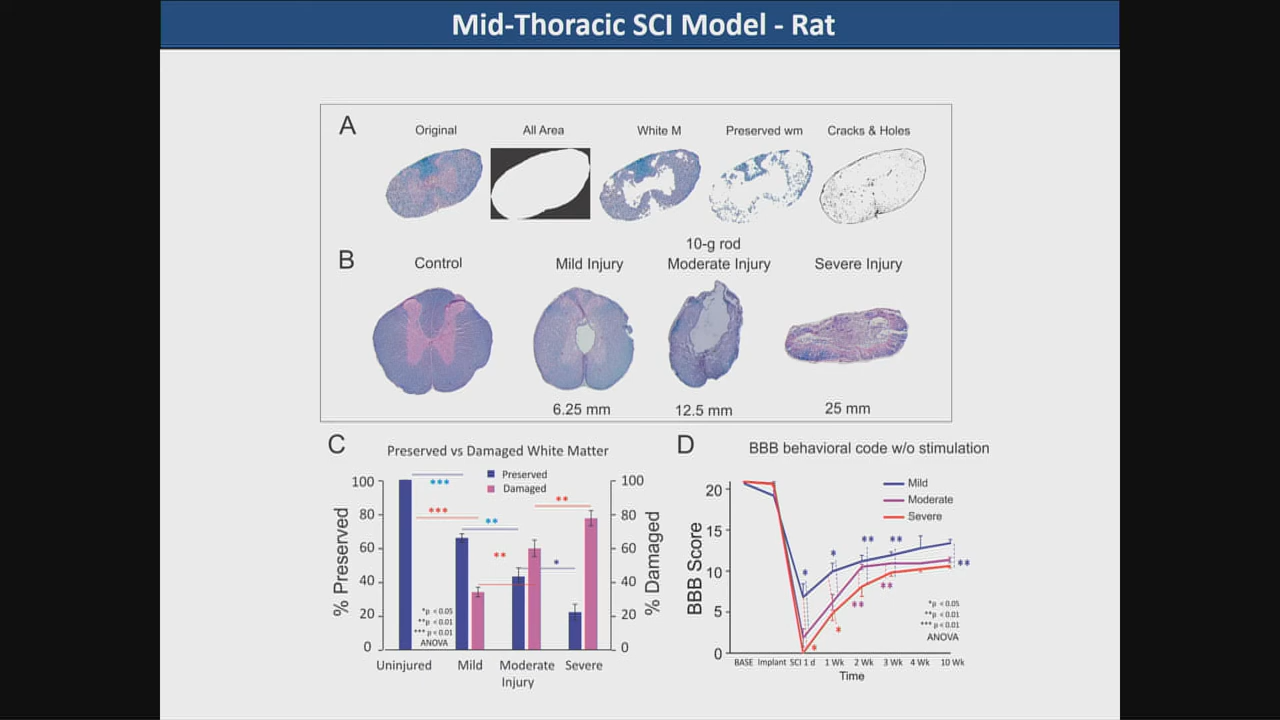 Mid-Thoracic SCI Model - Rat
A
Original
All Area
White M
Preserved wm
Cracks & Holes
B
Control
Mild Injury
10-g rod
Moderate Injury
Severe Injury
6.25 mm
12.5 mm
25 mm
C
Preserved vs Damaged White Matter
Preserved
Damaged
% Preserved
100
80
60
40
20
0
***
***
**
**
**
*
*p < 0.05
**p < 0.01
*** p < 0.01
ANOVA
100
80
60
40
20
0
% Damaged
Uninjured
Mild
Moderate
Severe
Injury
D
BBB behavioral code w/o stimulation
Mild
Moderate
Severe
BBB Score
20
15
10
5
0
*
*
**
**
**
**
**
*
*
*p < 0.05
**p < 0.01
*** p < 0.01
ANOVA
BASE
Implant
SCI 1 d
1 Wk
2 Wk
3 Wk
4 Wk
10 Wk
Time